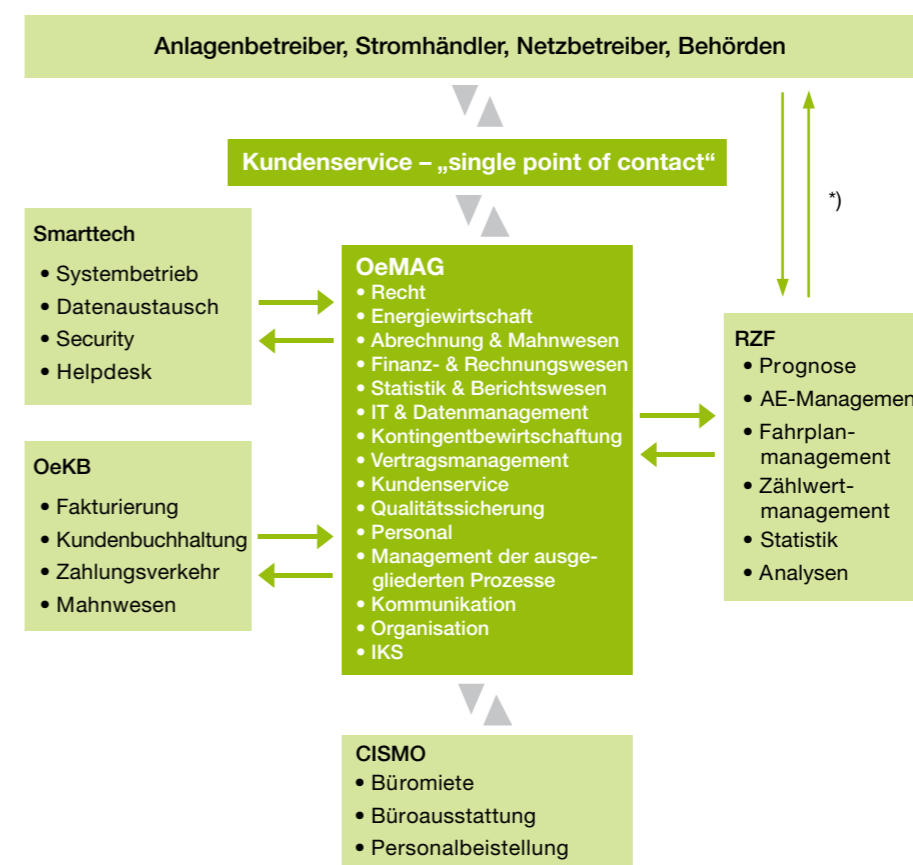 Anlagenbetreiber, Stromhändler, Netzbetreiber, Behörden
Kundenservice – „single point of contact“
*)
Smarttech
• Systembetrieb
• Datenaustausch
• Security
• Helpdesk
OeKB
• Fakturierung
• Kundenbuchhaltung
• Zahlungsverkehr
• Mahnwesen
OeMAG
• Recht
• Energiewirtschaft
• Abrechnung & Mahnwesen
• Finanz- & Rechnungswesen
• Statistik & Berichtswesen
• IT & Datenmanagement
• Kontingentbewirtschaftung
• Vertragsmanagement
• Kundenservice
• Qualitätssicherung
• Personal
• Management der ausge-
gliederten Prozesse
• Kommunikation
• Organisation
• IKS
RZF
• Prognose
• AE-Managemen
• Fahrplan-
management
• Zählwert-
management
• Statistik
• Analysen
CISMO
• Büromiete
• Büroausstattung
• Personalbeistellung